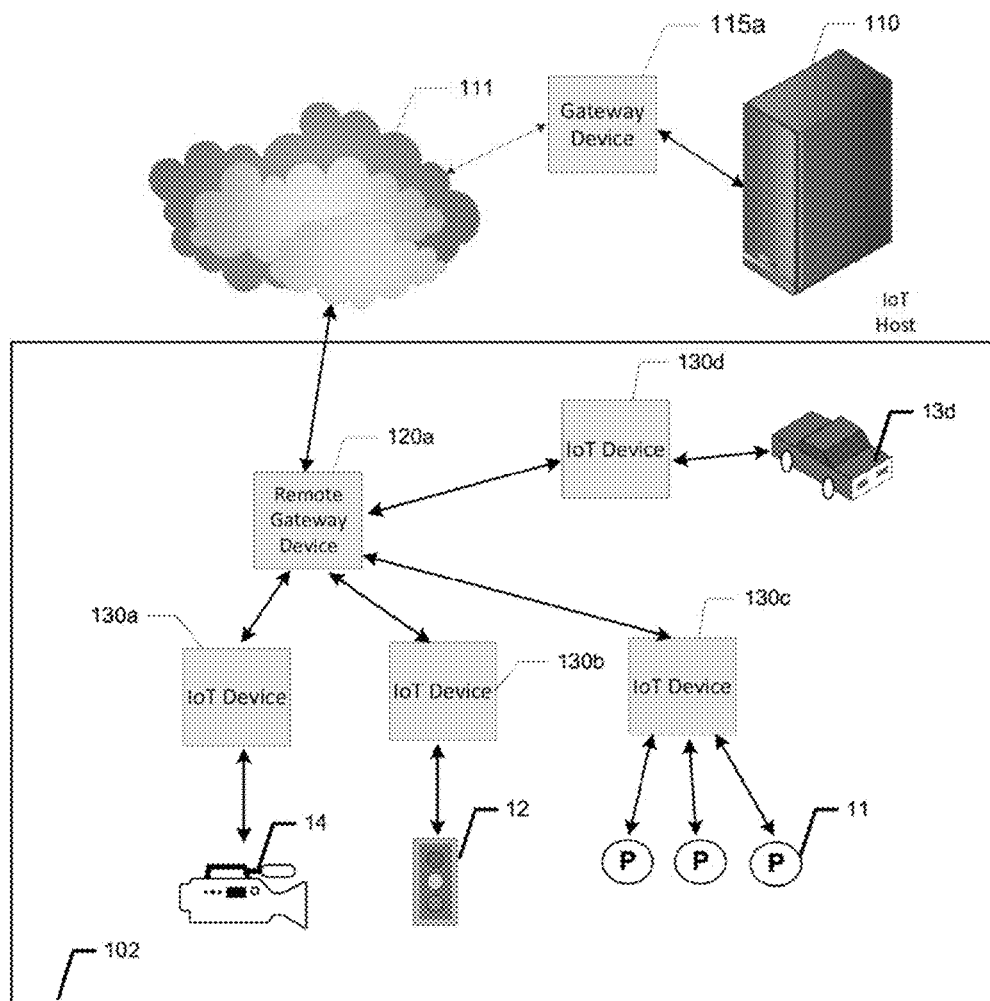 115a
110
111
Gateway
Device
IoT
Host
130d
13d
120a
IoT Device
Remote
Gateway
Device
130c
130a
130b
IoT Device
IoT Device
IoT Device
14
12
11
P
P
P
102